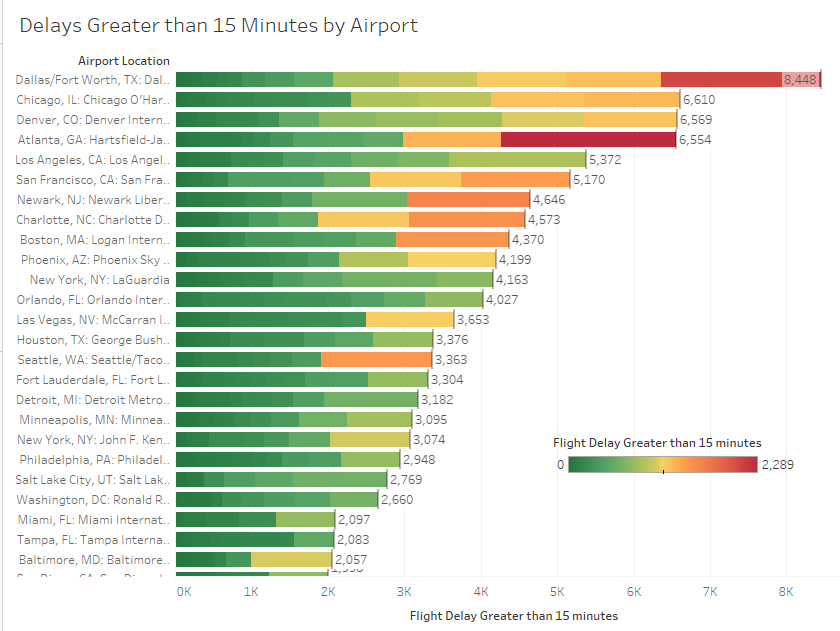 Delays Greater than 15 Minutes by Airport
Airport Location
Dallas/Fort Worth, TX: Dal.. 8,448
Chicago, IL: Chicago O'Har.. 6,610
Denver, CO: Denver Intern.. 6,569
Atlanta, GA: Hartsfield-Ja.. 6,554
Los Angeles, CA: Los Angel.. 5,372
San Francisco, CA: San Fra.. 5,170
Newark, NJ: Newark Liber.. 4,646
Charlotte, NC: Charlotte D.. 4,573
Boston, MA: Logan Intern.. 4,370
Phoenix, AZ: Phoenix Sky .. 4,199
New York, NY: LaGuardia 4,163
Orlando, FL: Orlando Inter.. 4,027
Las Vegas, NV: McCarran I.. 3,653
Houston, TX: George Bush.. 3,376
Seattle, WA: Seattle/Taco.. 3,363
Fort Lauderdale, FL: Fort L.. 3,304
Detroit, MI: Detroit Metro.. 3,182
Minneapolis, MN: Minnea.. 3,095
New York, NY: John F. Ken.. 3,074
Flight Delay Greater than 15 minutes
Philadelphia, PA: Philadel.. 2,948
0 2,289
Salt Lake City, UT: Salt Lak.. 2,769
Washington, DC: Ronald R.. 2,660
Miami, FL: Miami Internat.. 2,097
Tampa, FL: Tampa Interna.. 2,083
Baltimore, MD: Baltimore.. 2,057
0K 1K 2K 3K 4K 5K 6K 7K 8K
Flight Delay Greater than 15 minutes